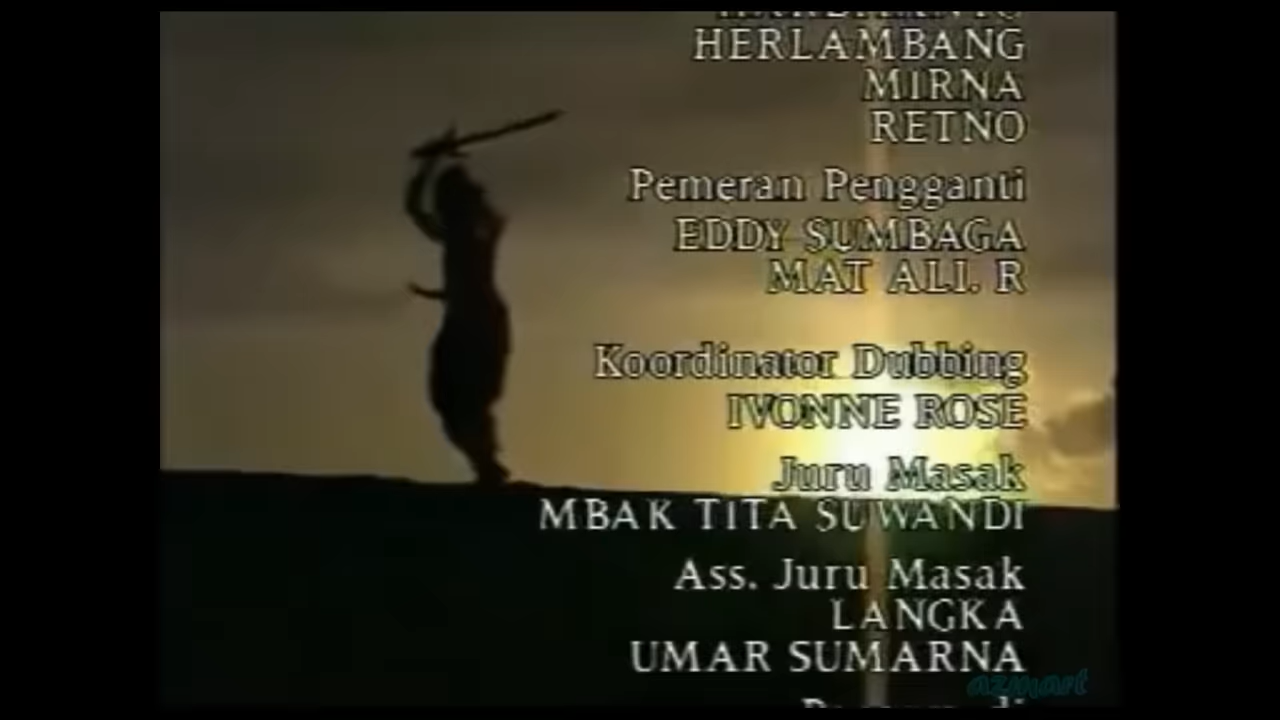 HERLAMBANG
MIRNA
RETNO
Pemeran Pengganti
EDDY SUMBAGA
MAT ALI. R
Koordinator Dubbing
IVONNE ROSE
Juru Masak
MBAK TITA SUWANDI
Ass. Juru Masak
LANGKA
UMAR SUMARNA
azmart